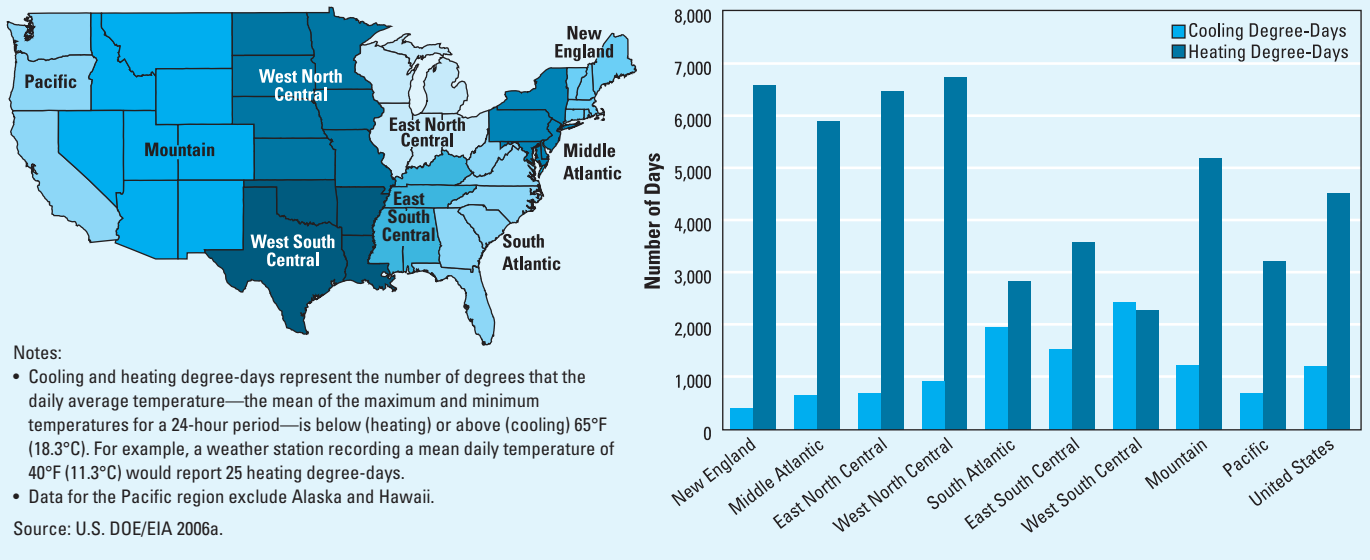 New
England
Pacific
West North
Central
East North
Central
Mountain
Middle
Atlantic
East
South
Central
West South
Central
South
Atlantic
Notes:
• Cooling and heating degree-days represent the number of degrees that the
daily average temperature—the mean of the maximum and minimum
temperatures for a 24-hour period—is below (heating) or above (cooling) 65°F
(18.3°C). For example, a weather station recording a mean daily temperature of
40°F (11.3°C) would report 25 heating degree-days.
• Data for the Pacific region exclude Alaska and Hawaii.
Source: U.S. DOE/EIA 2006a.
Number of Days
8,000
7,000
6,000
5,000
4,000
3,000
2,000
1,000
0
Cooling Degree-Days
Heating Degree-Days
New England
Middle Atlantic
East North Central
West North Central
South Atlantic
East South Central
West South Central
Mountain
Pacific
United States